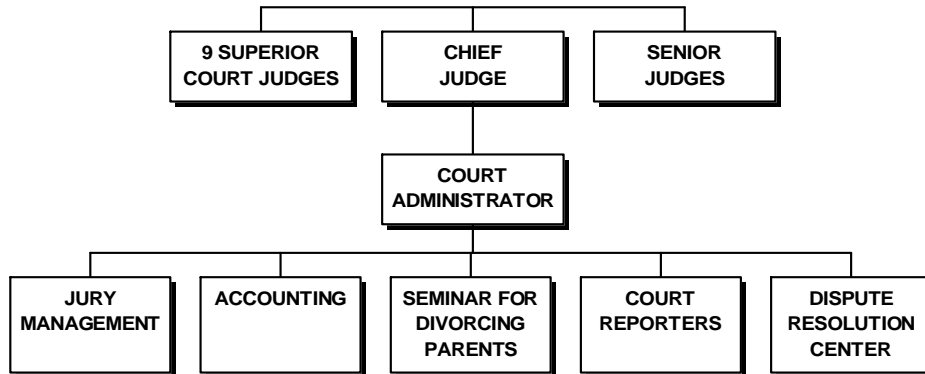 9 SUPERIOR
COURT JUDGES
CHIEF
JUDGE
SENIOR
JUDGES
COURT
ADMINISTRATOR
JURY
MANAGEMENT
ACCOUNTING
SEMINAR FOR
DIVORCING
PARENTS
COURT
REPORTERS
DISPUTE
RESOLUTION
CENTER